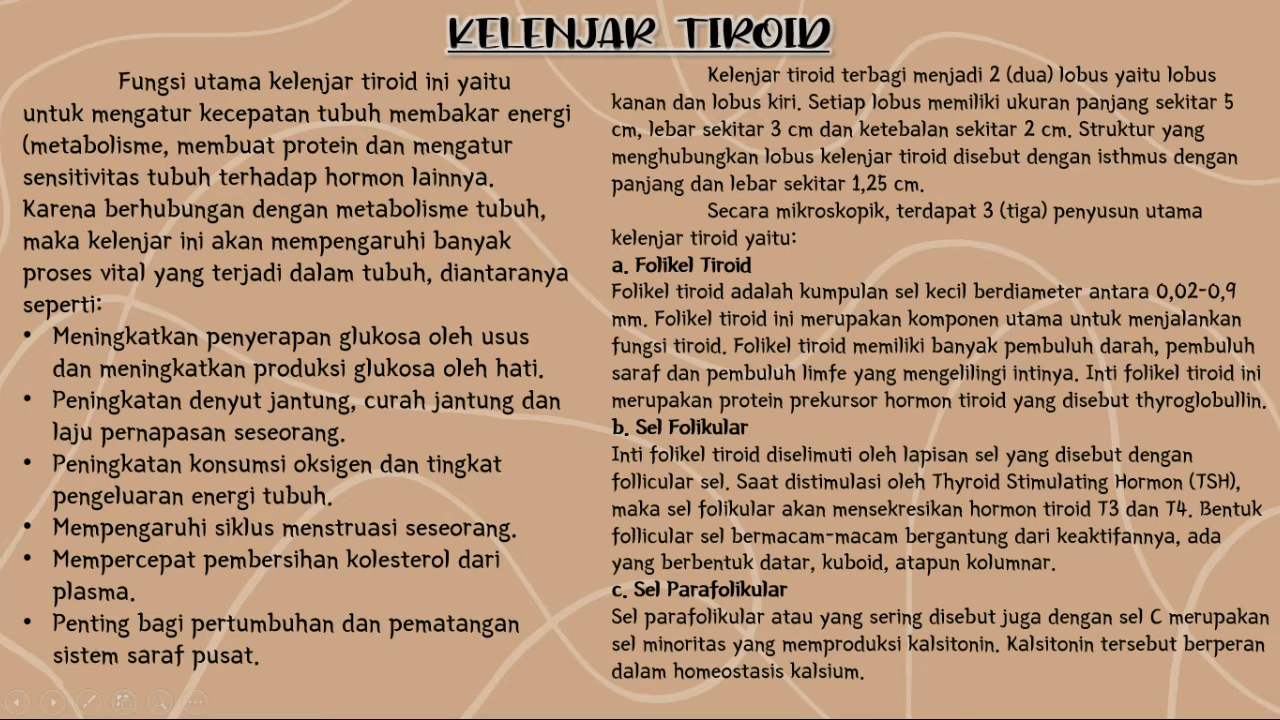 KELENJAR TIROID
Fungsi utama kelenjar tiroid ini yaitu
untuk mengatur kecepatan tubuh membakar energi
(metabolisme, membuat protein dan mengatur
sensitivitas tubuh terhadap hormon lainnya.
Karena berhubungan dengan metabolisme tubuh,
maka kelenjar ini akan mempengaruhi banyak
proses vital yang terjadi dalam tubuh, diantaranya
seperti:
• Meningkatkan penyerapan glukosa oleh usus
dan meningkatkan produksi glukosa oleh hati.
• Peningkatan denyut jantung, curah jantung dan
laju pernapasan seseorang.
• Peningkatan konsumsi oksigen dan tingkat
pengeluaran energi tubuh.
• Mempengaruhi siklus menstruasi seseorang.
• Mempercepat pembersihan kolesterol dari
plasma.
• Penting bagi pertumbuhan dan pematangan
sistem saraf pusat.
Kelenjar tiroid terbagi menjadi 2 (dua) lobus yaitu lobus
kanan dan lobus kiri. Setiap lobus memiliki ukuran panjang sekitar 5
cm, lebar sekitar 3 cm dan ketebalan sekitar 2 cm. Struktur yang
menghubungkan lobus kelenjar tiroid disebut dengan isthmus dengan
panjang dan lebar sekitar 1,25 cm.
Secara mikroskopik, terdapat 3 (tiga) penyusun utama
kelenjar tiroid yaitu:
a. Folikel Tiroid
Folikel tiroid adalah kumpulan sel kecil berdiameter antara 0,02-0,9
mm. Folikel tiroid ini merupakan komponen utama untuk menjalankan
fungsi tiroid. Folikel tiroid memiliki banyak pembuluh darah, pembuluh
saraf dan pembuluh limfe yang mengelilingi intinya. Inti folikel tiroid ini
merupakan protein prekursor hormon tiroid yang disebut thyroglobullin.
b. Sel Folikular
Inti folikel tiroid diselimuti oleh lapisan sel yang disebut dengan
follicular sel. Saat distimulasi oleh Thyroid Stimulating Hormon (TSH),
maka sel folikular akan mensekresikan hormon tiroid T3 dan T4. Bentuk
follicular sel bermacam-macam bergantung dari keaktifannya, ada
yang berbentuk datar, kuboid, atapun kolumnar.
c. Sel Parafolikular
Sel parafolikular atau yang sering disebut juga dengan sel C merupakan
sel minoritas yang memproduksi kalsitonin. Kalsitonin tersebut berperan
dalam homeostasis kalsium.